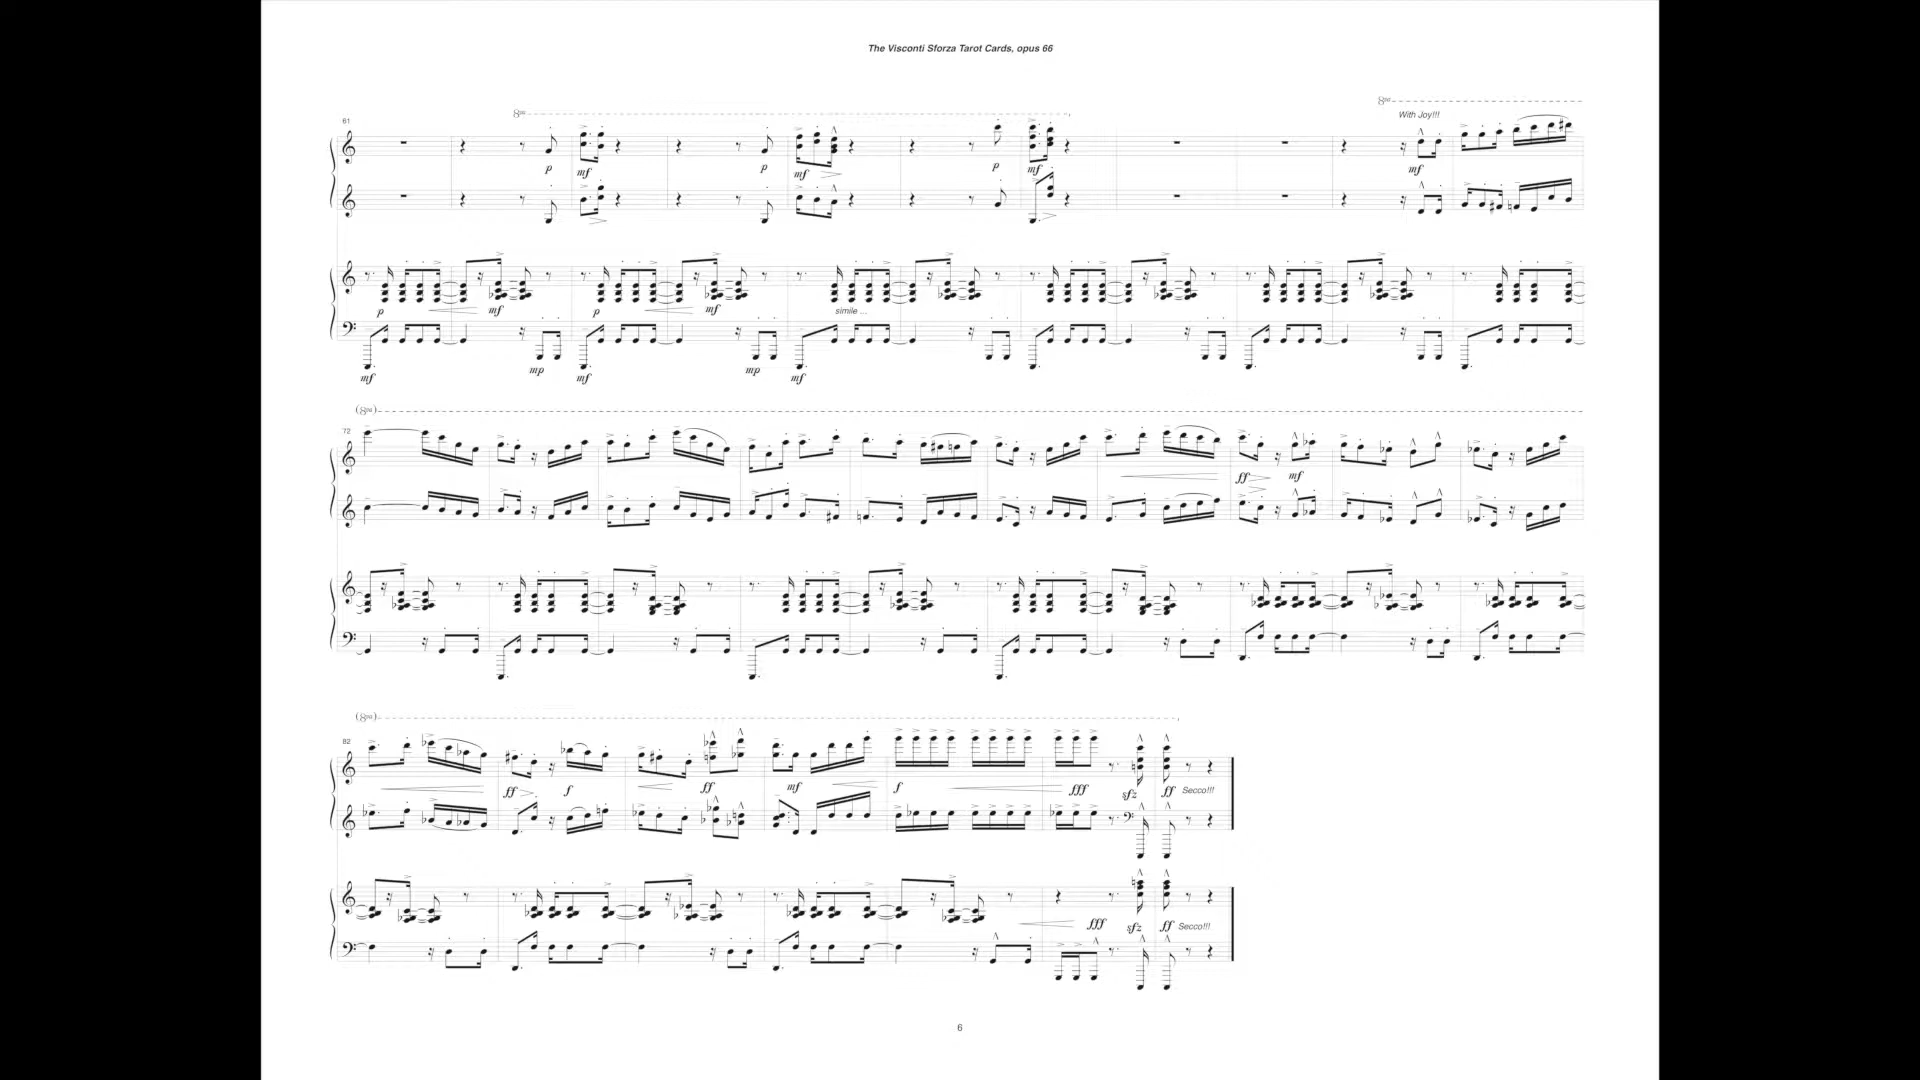 The Visconti Sforza Tarot Cards, opus 66
8va
8va
61
With Joy!!!
p mf p mf p mf mf
p mf p mf simile ...
mf mp mf mp mf
(8va)
72
ff mf
(8va)
82
ff f ff mf f fff sfz ff Secco!!!
fff sfz ff Secco!!!
6